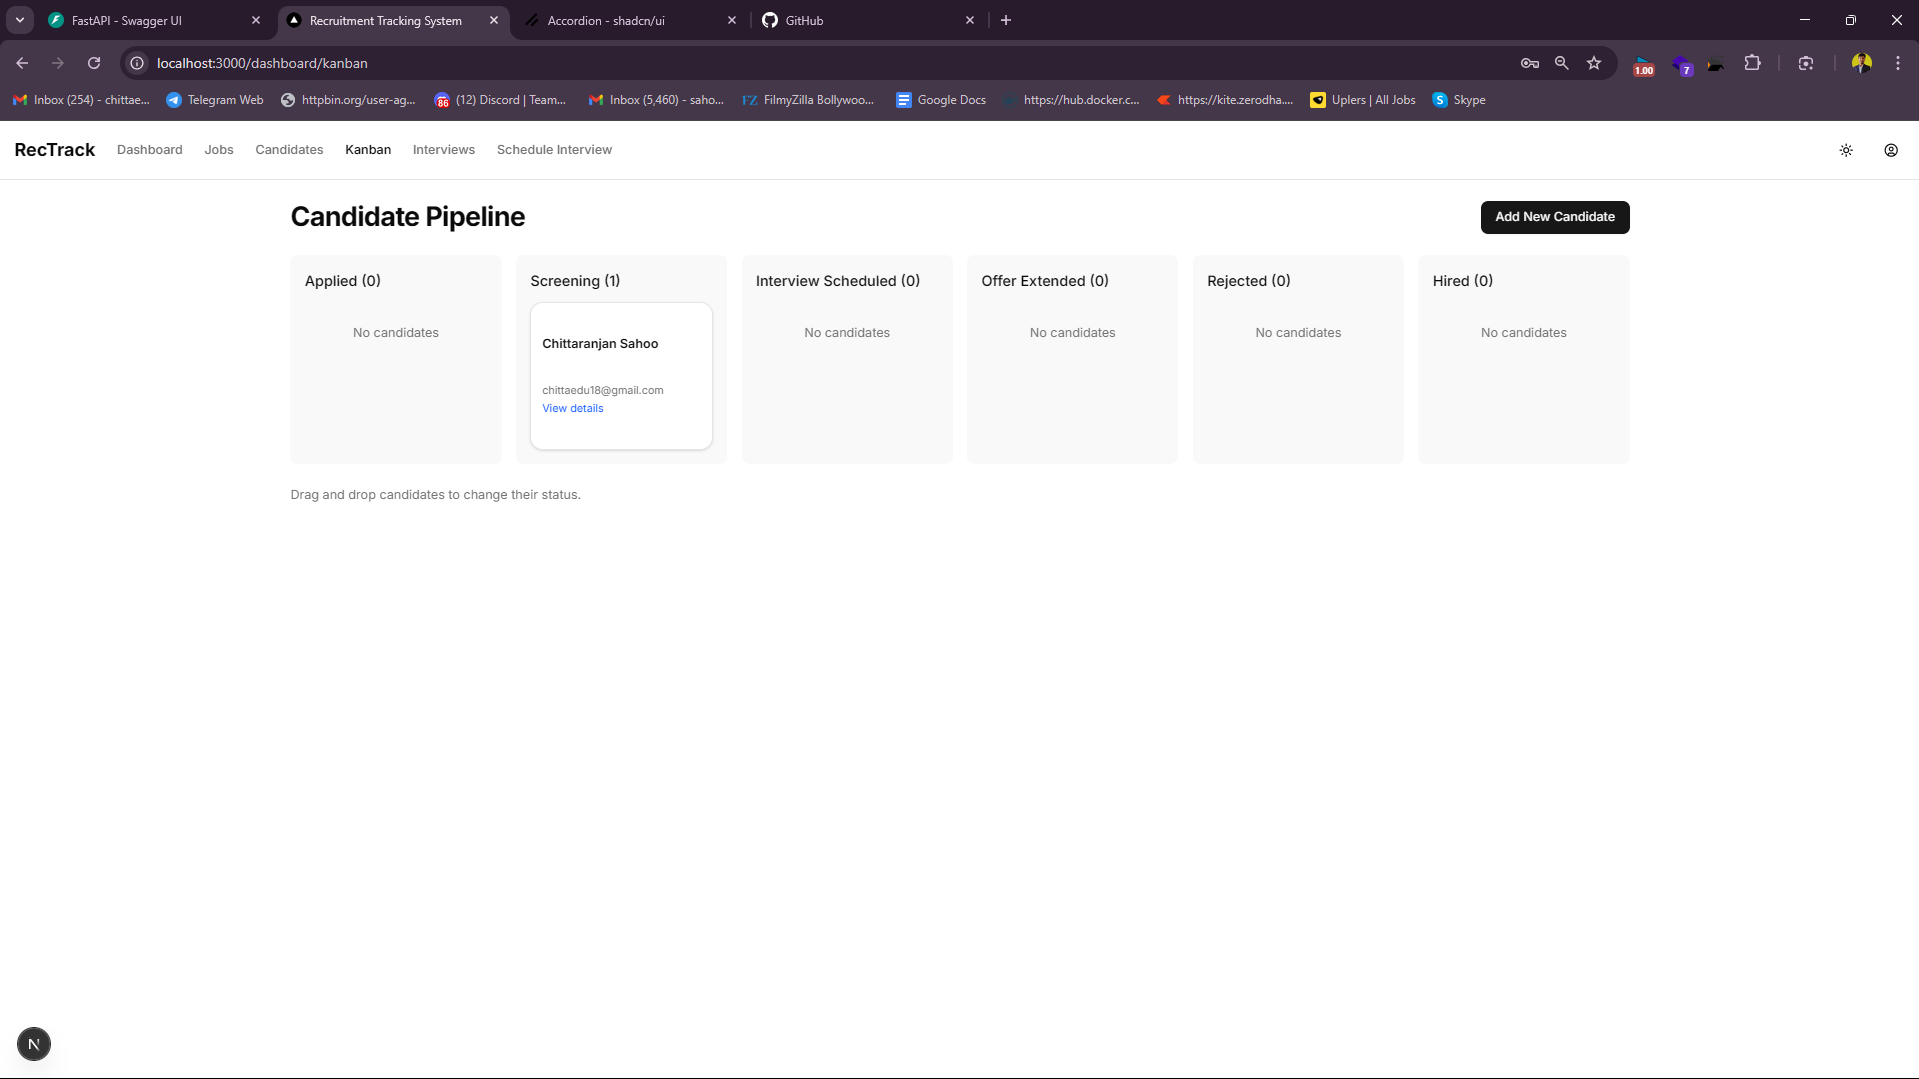 FastAPI - Swagger UI
Recruitment Tracking System
Accordion - shadcn/ui
GitHub
localhost:3000/dashboard/kanban
1.00
7
Inbox (254) - chittae...
Telegram Web
httpbin.org/user-ag...
86
(12) Discord | Team...
Inbox (5,460) - saho...
FZ
FilmyZilla Bollywoo...
Google Docs
https://hub.docker.c...
https://kite.zerodha....
Uplers | All Jobs
S
Skype
RecTrack
Dashboard
Jobs
Candidates
Kanban
Interviews
Schedule Interview
Candidate Pipeline
Add New Candidate
Applied (0)
No candidates
Screening (1)
Chittaranjan Sahoo
chittaedu18@gmail.com
View details
Interview Scheduled (0)
No candidates
Offer Extended (0)
No candidates
Rejected (0)
No candidates
Hired (0)
No candidates
Drag and drop candidates to change their status.
N